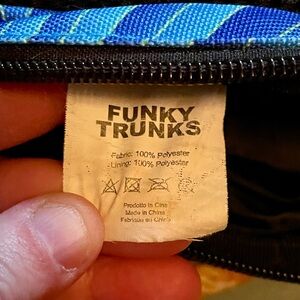 FUNKY
TRUNKS
Fabric: 100% Polyester
Lining: 100% Polyester
Prodotto in Cina
Made in China
Fabriqué en Chine